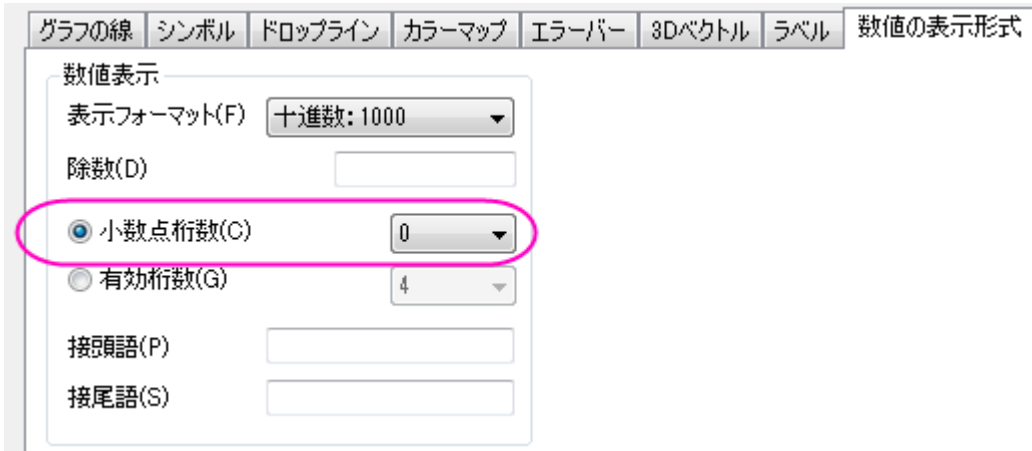 グラフの線 シンボル ドロップライン カラーマップ エラーバー 3Dベクトル ラベル 数値の表示形式
数値表示
表示フォーマット(F) 十進数: 1000
除数(D)
小数点桁数(C) 0
有効桁数(G) 4
接頭語(P)
接尾語(S)